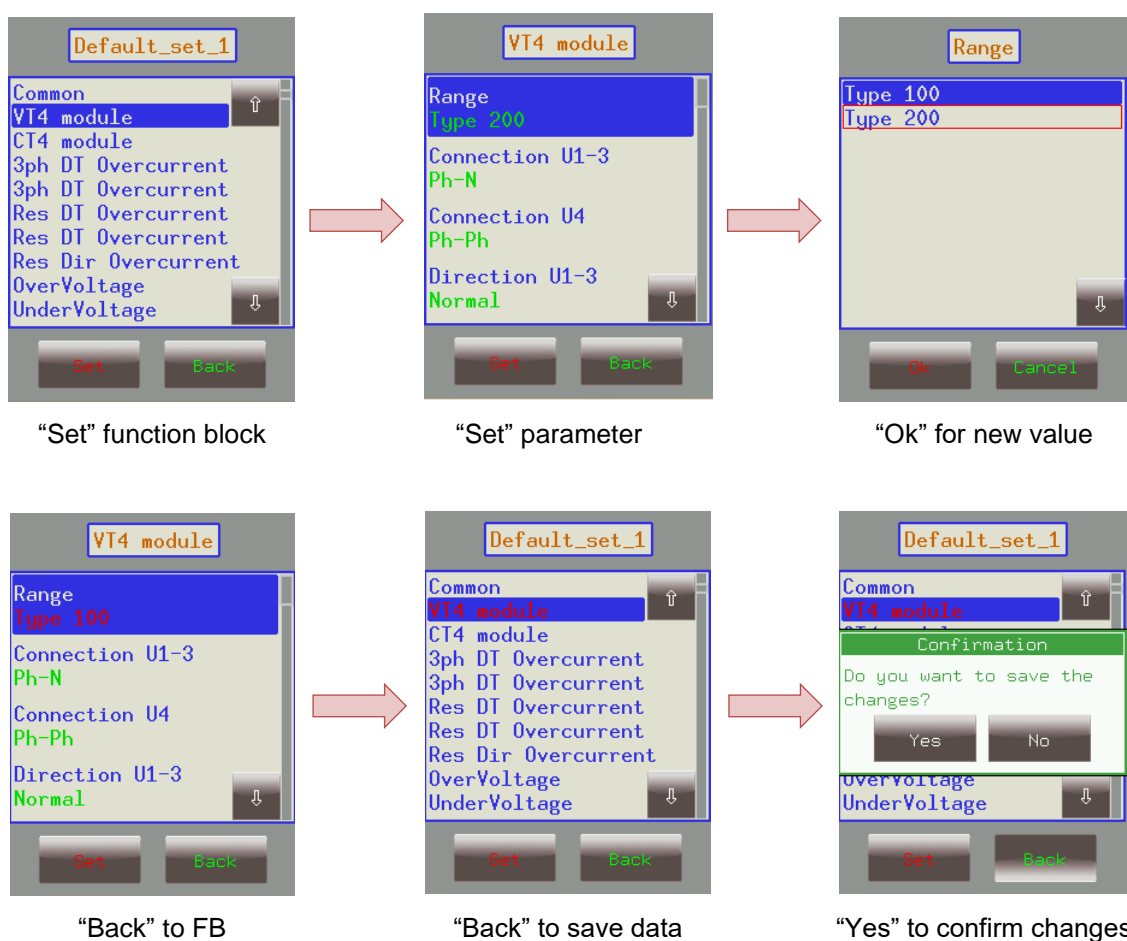 Default_set_1
Common
VT4 module
CT4 module
3ph DT Overcurrent
3ph DT Overcurrent
Res DT Overcurrent
Res DT Overcurrent
Res Dir Overcurrent
OverVoltage
UnderVoltage
Set
Back
“Set” function block
VT4 module
Range
Type 200
Connection U1-3
Ph-N
Connection U4
Ph-Ph
Direction U1-3
Normal
Set
Back
“Set” parameter
Range
Type 100
Type 200
Ok
Cancel
“Ok” for new value
VT4 module
Range
Type 100
Connection U1-3
Ph-N
Connection U4
Ph-Ph
Direction U1-3
Normal
Set
Back
“Back” to FB
Default_set_1
Common
VT4 module
CT4 module
3ph DT Overcurrent
3ph DT Overcurrent
Res DT Overcurrent
Res DT Overcurrent
Res Dir Overcurrent
OverVoltage
UnderVoltage
Set
Back
“Back” to save data
Default_set_1
Common
VT4 module
Confirmation
Do you want to save the
changes?
Yes
No
OverVoltage
UnderVoltage
Set
Back
“Yes” to confirm changes